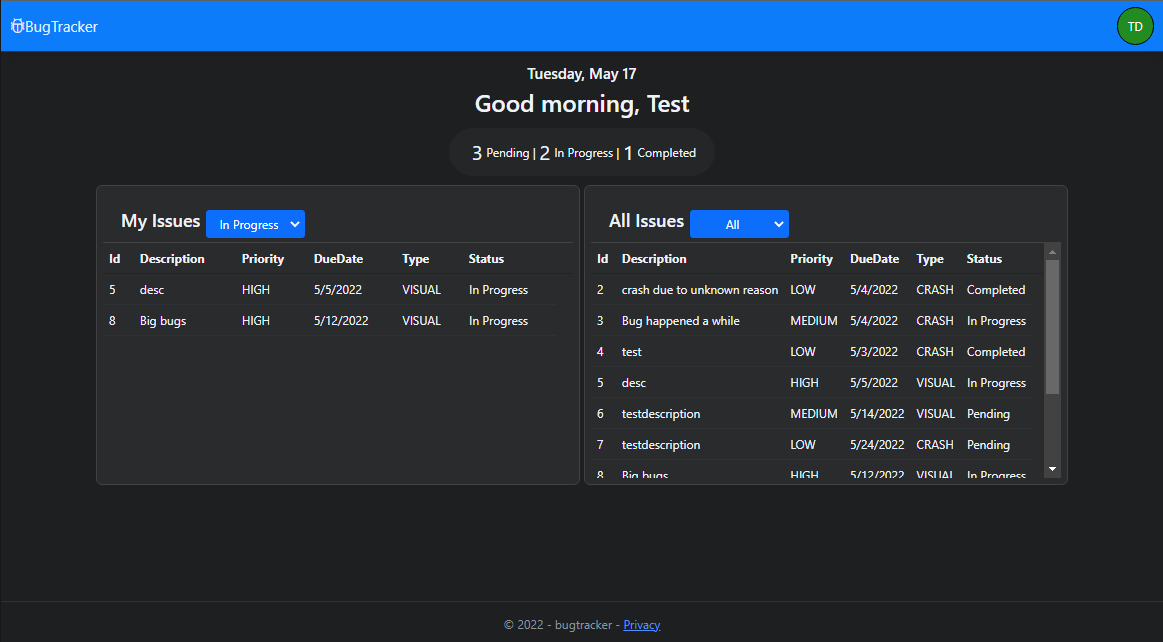 BugTracker
TD
Tuesday, May 17
Good morning, Test
3 Pending | 2 In Progress | 1 Completed
My Issues In Progress
Id Description Priority DueDate Type Status
5 desc HIGH 5/5/2022 VISUAL In Progress
8 Big bugs HIGH 5/12/2022 VISUAL In Progress
All Issues All
Id Description Priority DueDate Type Status
2 crash due to unknown reason LOW 5/4/2022 CRASH Completed
3 Bug happened a while MEDIUM 5/4/2022 CRASH In Progress
4 test LOW 5/3/2022 CRASH Completed
5 desc HIGH 5/5/2022 VISUAL In Progress
6 testdescription MEDIUM 5/14/2022 VISUAL Pending
7 testdescription LOW 5/24/2022 CRASH Pending
8 Big bugs HIGH 5/12/2022 VISUAL In Progress
© 2022 - bugtracker - Privacy